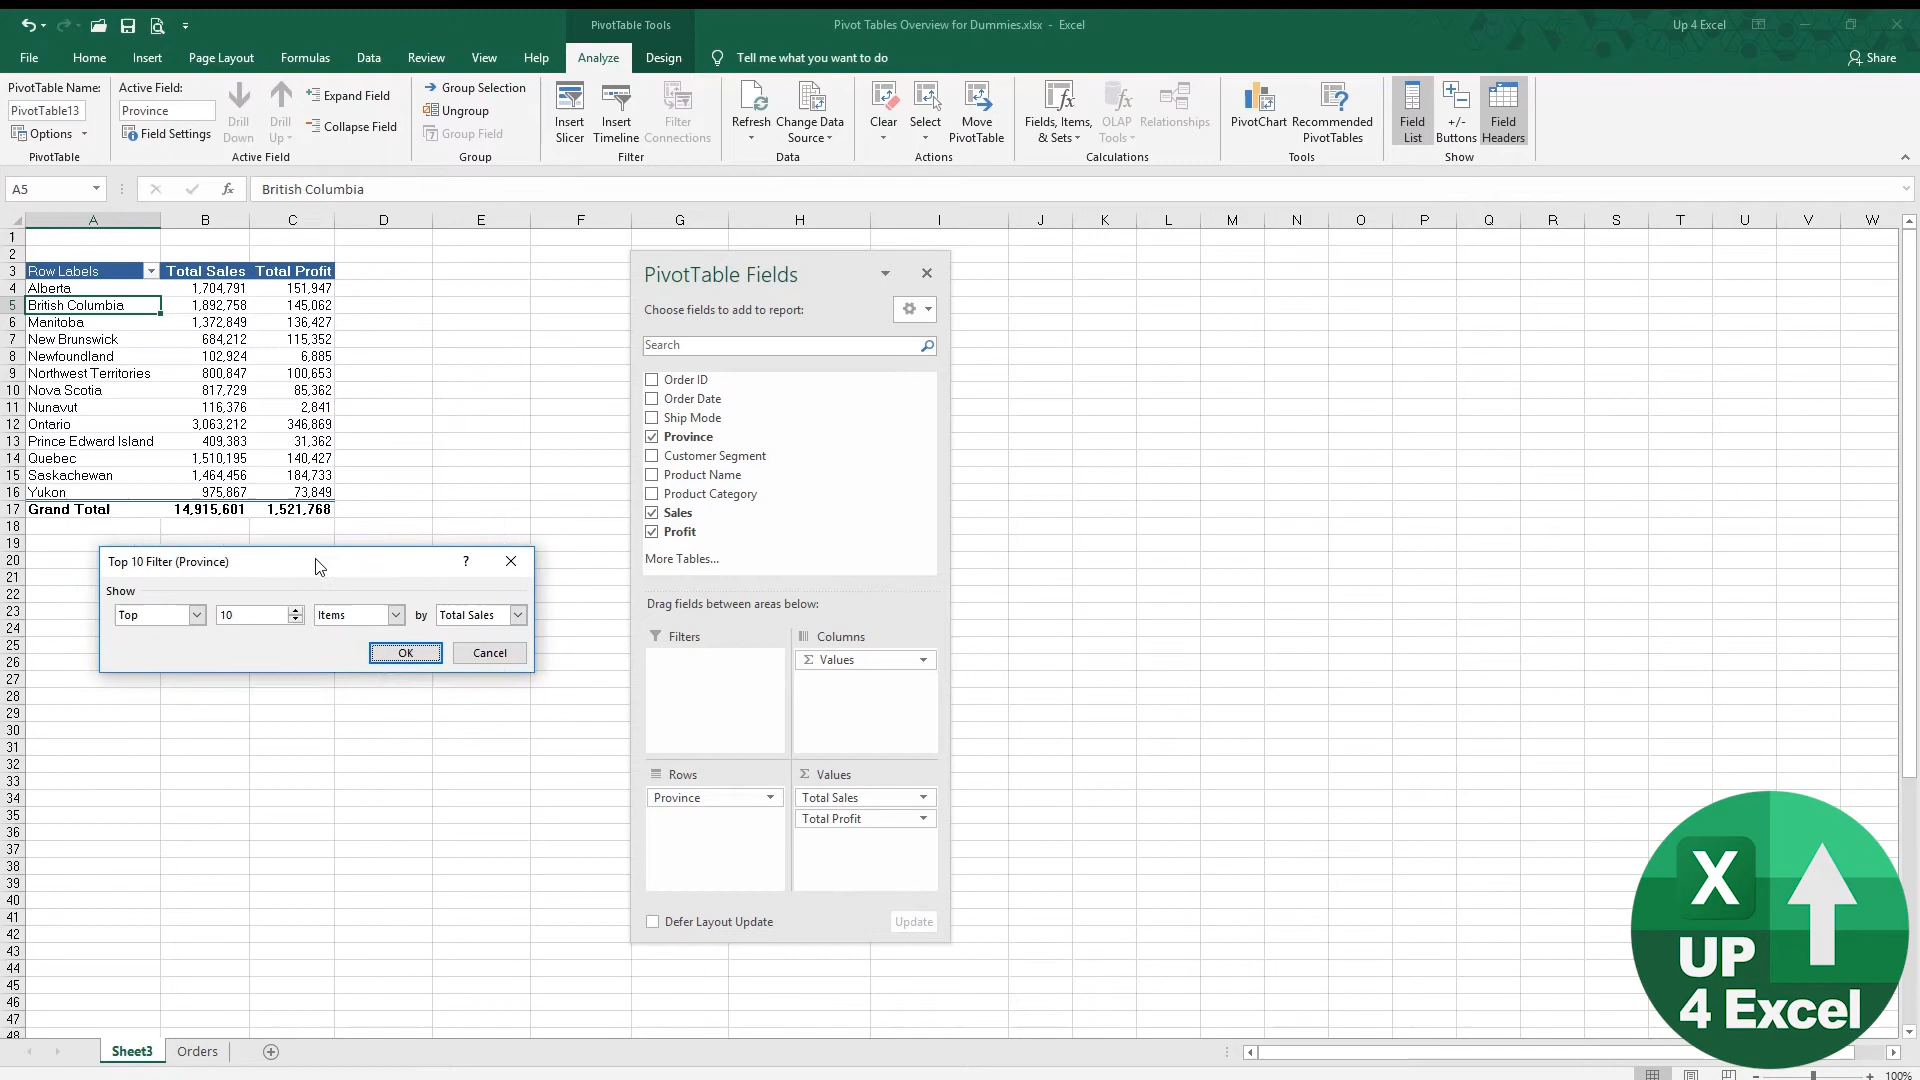 PivotTable Tools
Pivot Tables Overview for Dummies.xlsx - Excel
Up 4 Excel
File Home Insert Page Layout Formulas Data Review View Help Analyze Design Tell me what you want to do Share
PivotTable Name:
PivotTable13
Options
PivotTable
Active Field:
Province
Field Settings
Drill Down
Drill Up
Expand Field
Collapse Field
Active Field
Group Selection
Ungroup
Group Field
Group
Insert Slicer
Insert Timeline
Filter Connections
Filter
Refresh
Change Data Source
Data
Clear
Select
Move PivotTable
Actions
Fields, Items, & Sets
OLAP Tools
Relationships
Calculations
PivotChart
Recommended PivotTables
Tools
Field List
+/- Buttons
Field Headers
Show
A5 fx British Columbia
A B C D E F G H I J K L M N O P Q R S T U V W
1
2
3 Row Labels Total Sales Total Profit
4 Alberta 1,704,791 151,947
5 British Columbia 1,892,758 145,062
6 Manitoba 1,372,849 136,427
7 New Brunswick 684,212 115,352
8 Newfoundland 102,924 6,885
9 Northwest Territories 800,847 100,653
10 Nova Scotia 817,729 85,362
11 Nunavut 116,376 2,841
12 Ontario 3,063,212 346,869
13 Prince Edward Island 409,383 31,362
14 Quebec 1,510,195 140,427
15 Saskachewan 1,464,456 184,733
16 Yukon 975,867 73,849
17 Grand Total 14,915,601 1,521,768
18
19
20
21
22
23
24
25
26
27
28
29
30
31
32
33
34
35
36
37
38
39
40
41
42
43
44
45
46
47
48
Top 10 Filter (Province) ?
Show
Top 10 Items by Total Sales
OK Cancel
PivotTable Fields
Choose fields to add to report:
Search
Order ID
Order Date
Ship Mode
Province
Customer Segment
Product Name
Product Category
Sales
Profit
More Tables...
Drag fields between areas below:
Filters
Columns
Σ Values
Rows
Province
Σ Values
Total Sales
Total Profit
Defer Layout Update Update
X
UP
4 Excel
Sheet3 Orders
100%